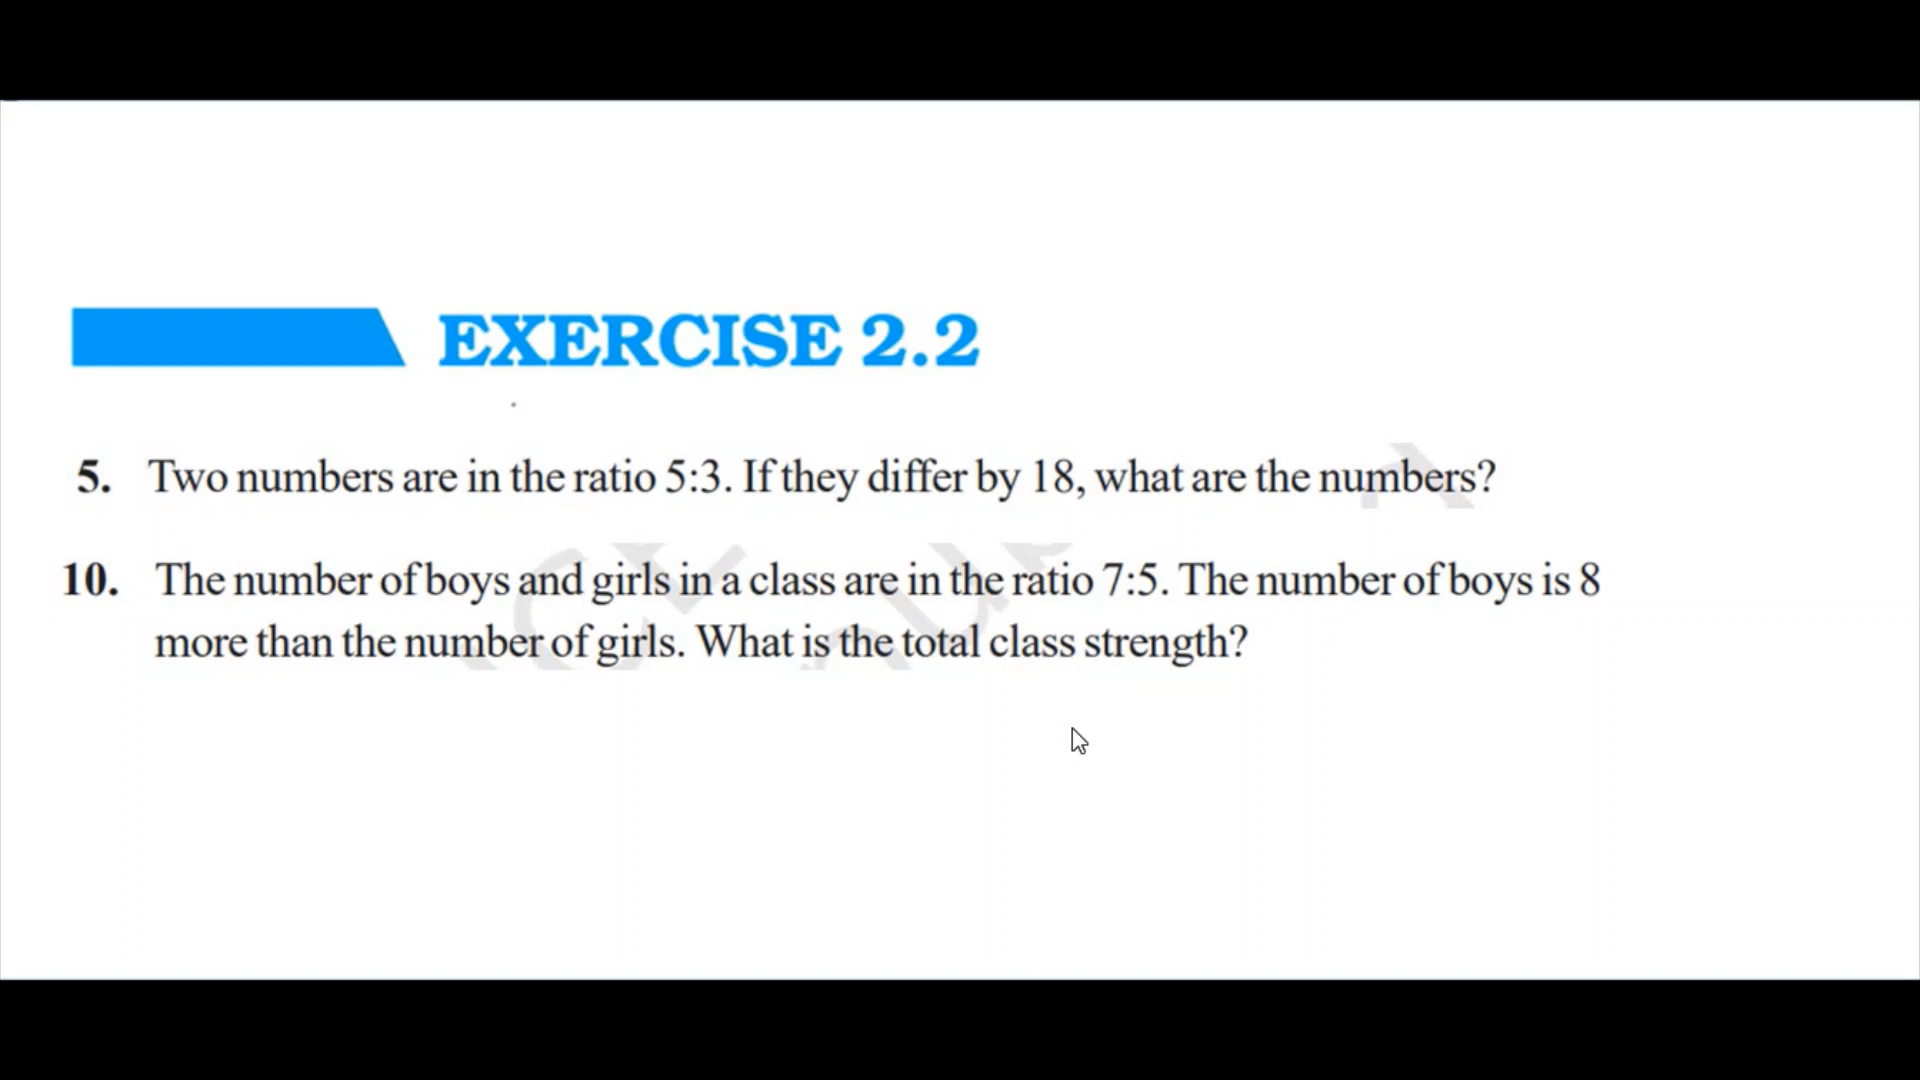 EXERCISE 2.2
5. Two numbers are in the ratio 5:3. If they differ by 18, what are the numbers?
10. The number of boys and girls in a class are in the ratio 7:5. The number of boys is 8
more than the number of girls. What is the total class strength?